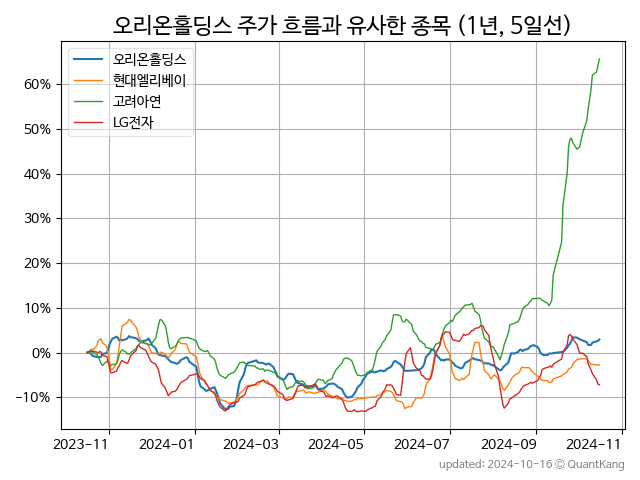 오리온홀딩스 주가 흐름과 유사한 종목 (1년, 5일선)
오리온홀딩스
현대엘리베이
고려아연
LG전자
60%
50%
40%
30%
20%
10%
0%
−10%
2023−11
2024−01
2024−03
2024−05
2024−07
2024−09
2024−11
updated: 2024-10-16 © QuantKang